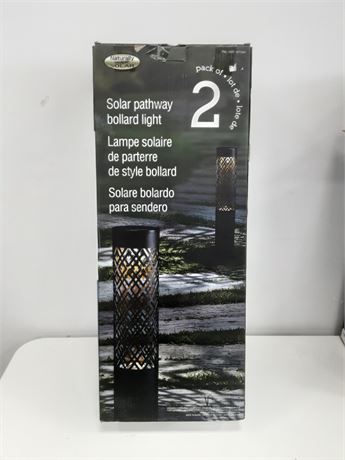 Naturally
SOLAR
pack of • lot de • lote de
2
Solar pathway
bollard light
Lampe solaire
de parterre
de style bollard
Solare bolardo
para sendero